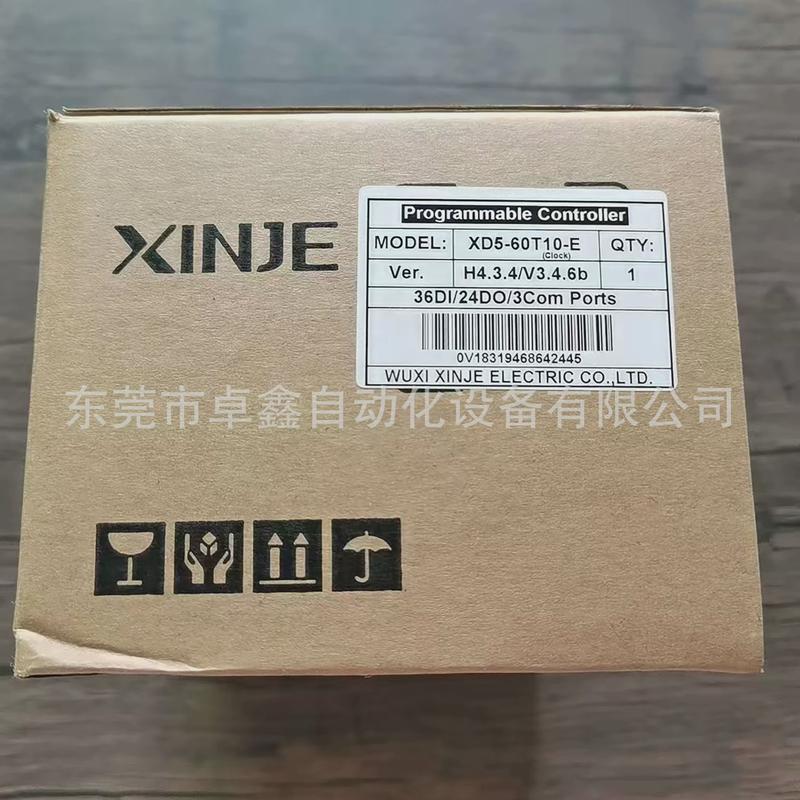 XINJE
Programmable Controller
MODEL: XD5-60T10-E QTY:
(Clock)
Ver. H4.3.4/V3.4.6b 1
36DI/24DO/3Com Ports
0V18319468642445
WUXI XINJE ELECTRIC CO.,LTD.
东莞市卓鑫自动化设备有限公司